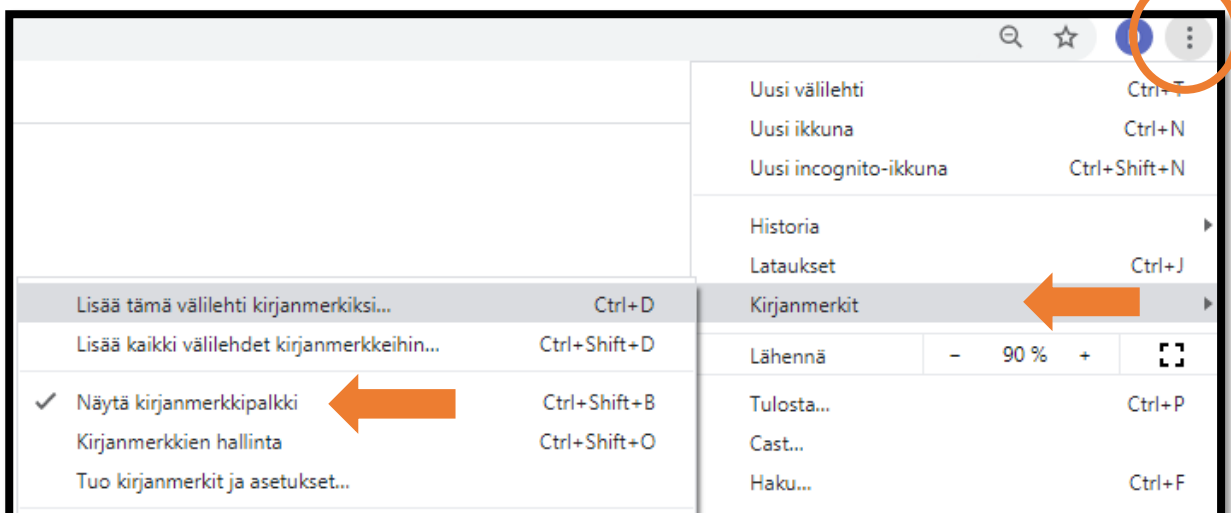 Uusi välilehti Ctrl+T
Uusi ikkuna Ctrl+N
Uusi incognito-ikkuna Ctrl+Shift+N
Historia
Lataukset Ctrl+J
Kirjanmerkit
Lähennä - 90 % +
Tulosta... Ctrl+P
Cast...
Haku... Ctrl+F
Lisää tämä välilehti kirjanmerkiksi... Ctrl+D
Lisää kaikki välilehdet kirjanmerkkeihin... Ctrl+Shift+D
Näytä kirjanmerkkipalkki Ctrl+Shift+B
Kirjanmerkkien hallinta Ctrl+Shift+O
Tuo kirjanmerkit ja asetukset...